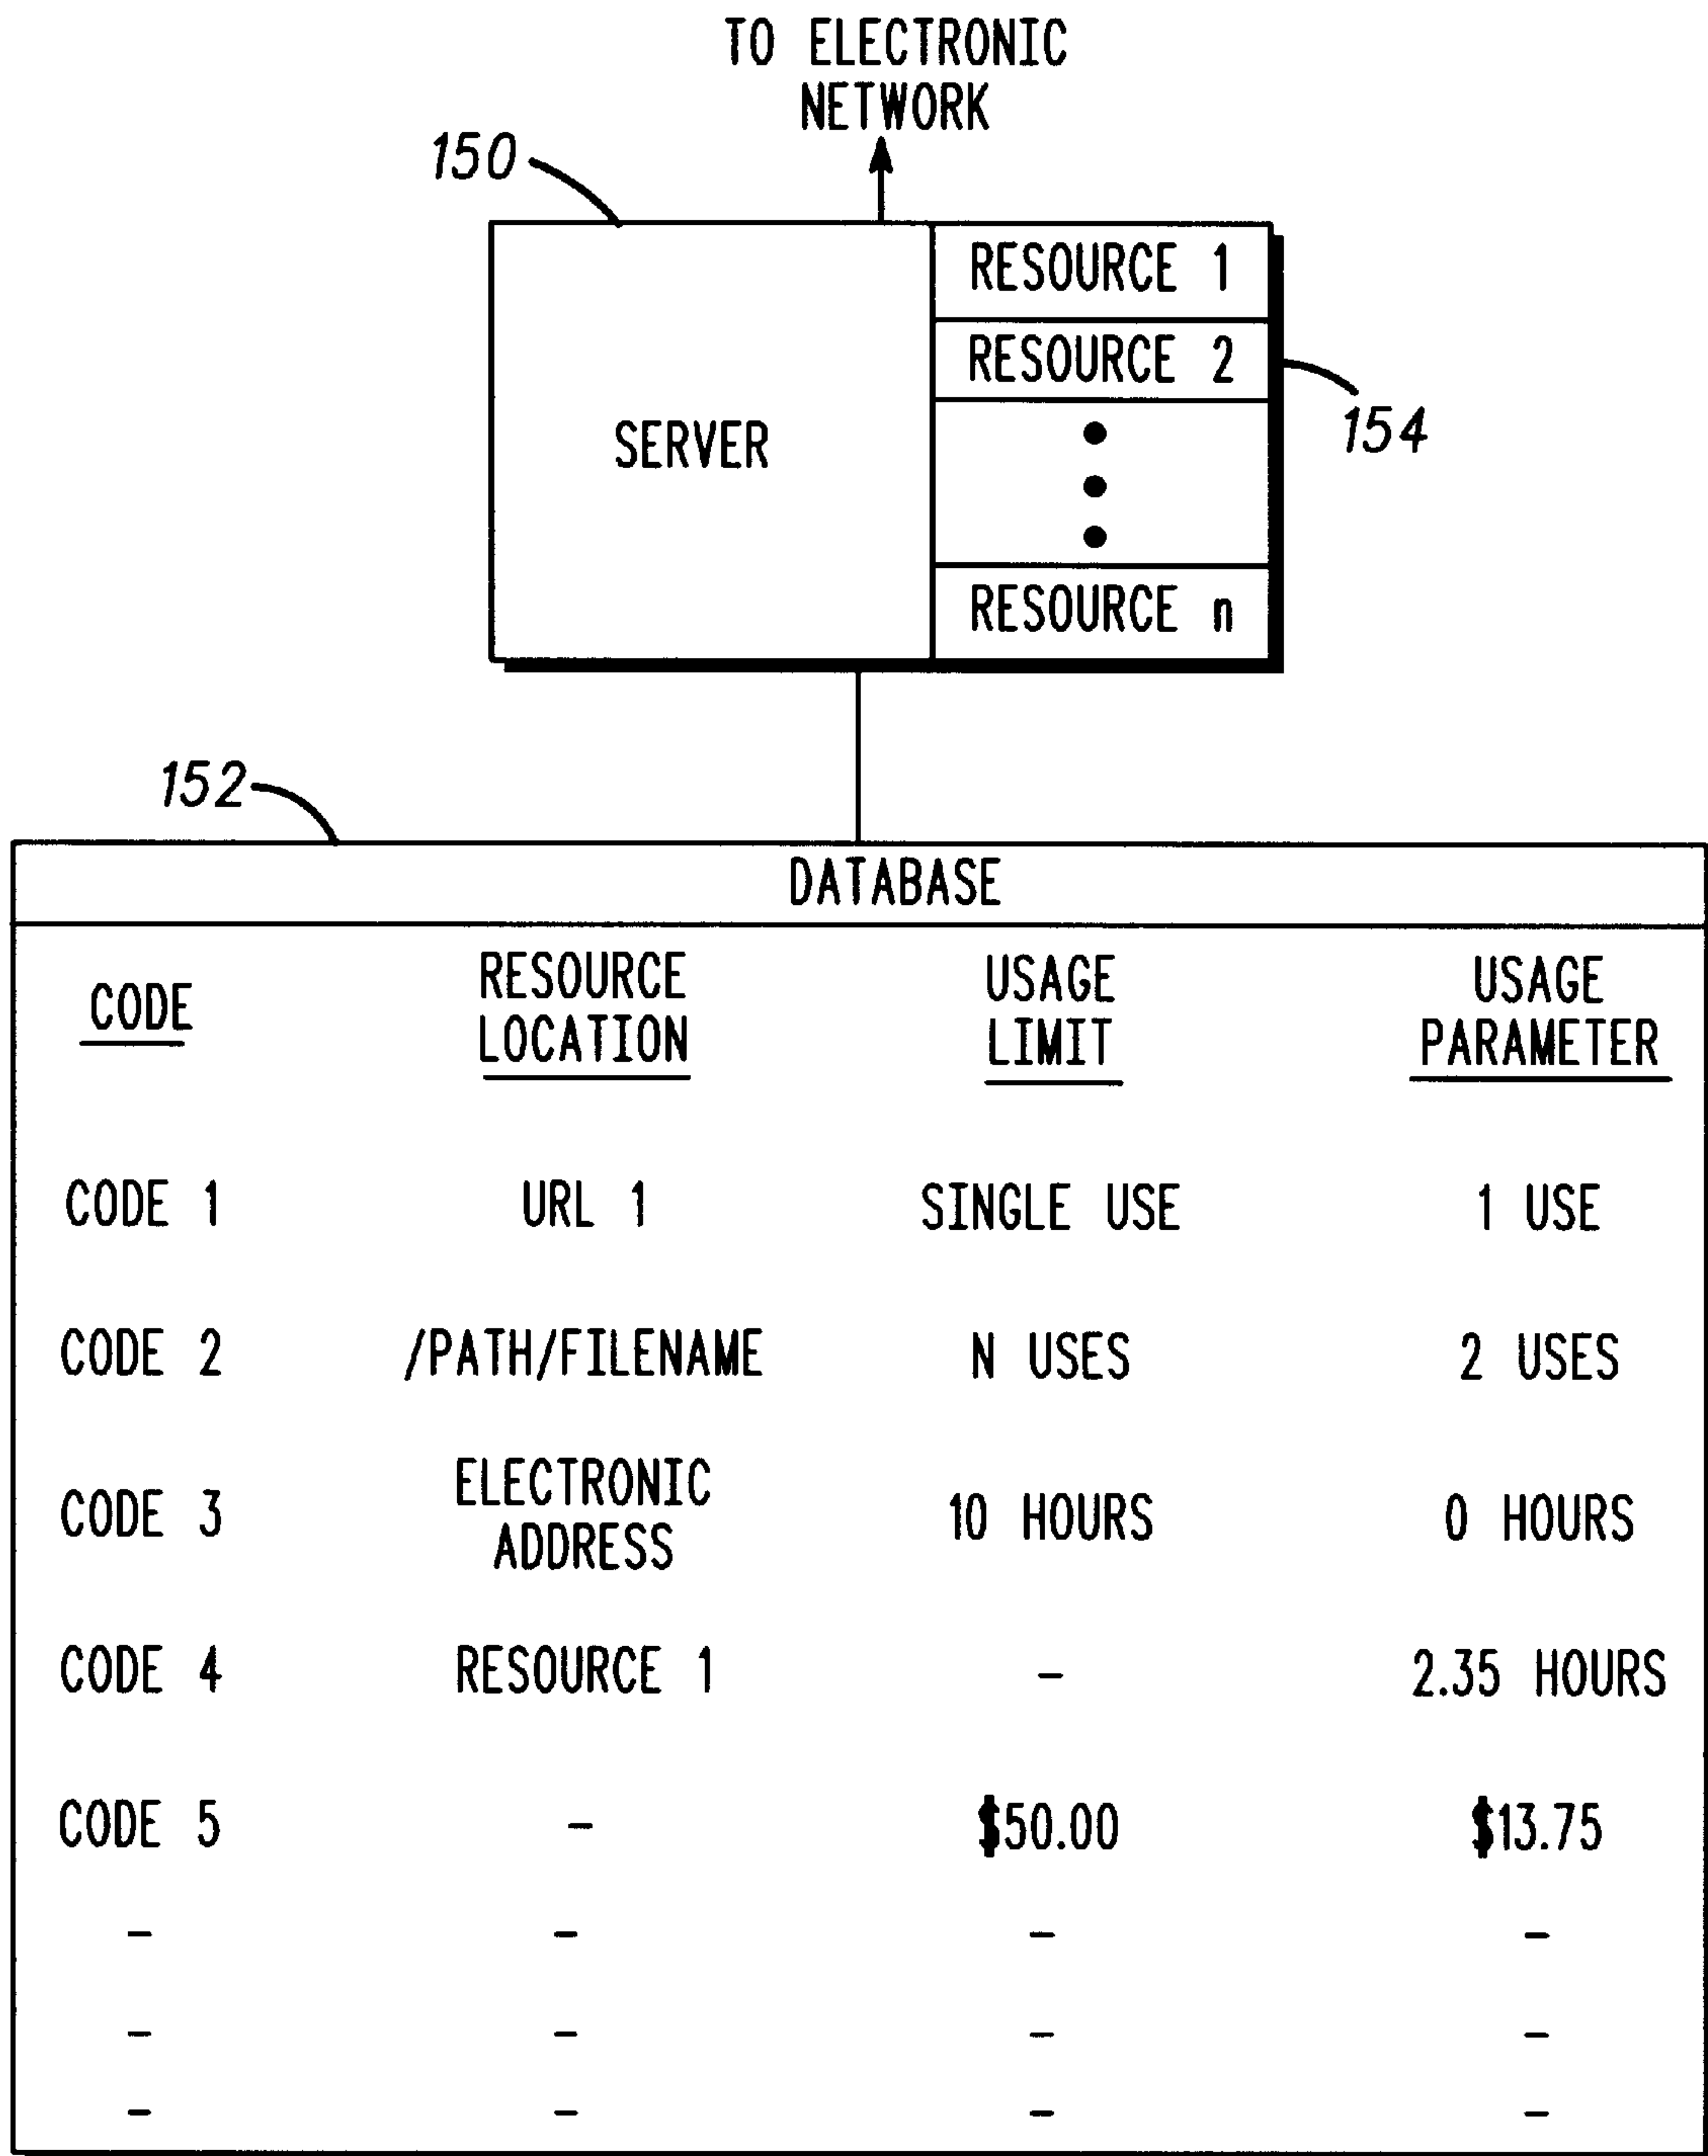 TO ELECTRONIC
NETWORK
150
RESOURCE 1
RESOURCE 2
154
SERVER
RESOURCE n
152
DATABASE
CODE RESOURCE LOCATION USAGE LIMIT USAGE PARAMETER
CODE 1 URL 1 SINGLE USE 1 USE
CODE 2 /PATH/FILENAME N USES 2 USES
CODE 3 ELECTRONIC ADDRESS 10 HOURS 0 HOURS
CODE 4 RESOURCE 1 – 2.35 HOURS
CODE 5 – $50.00 $13.75
– – – –
– – – –
– – – –